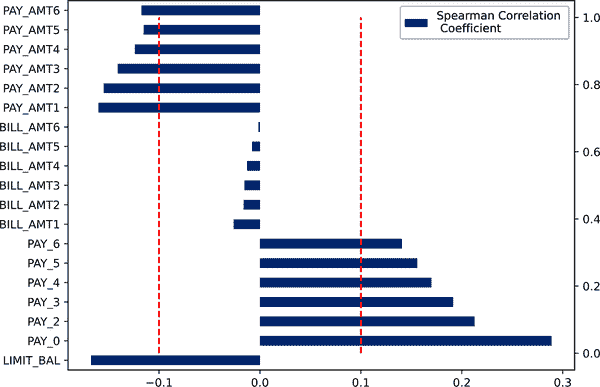 PAY_AMT6
PAY_AMT5
PAY_AMT4
PAY_AMT3
PAY_AMT2
PAY_AMT1
BILL_AMT6
BILL_AMT5
BILL_AMT4
BILL_AMT3
BILL_AMT2
BILL_AMT1
PAY_6
PAY_5
PAY_4
PAY_3
PAY_2
PAY_0
LIMIT_BAL
Spearman Correlation
Coefficient
1.0
0.8
0.6
0.4
0.2
0.0
−0.1
0.0
0.1
0.2
0.3